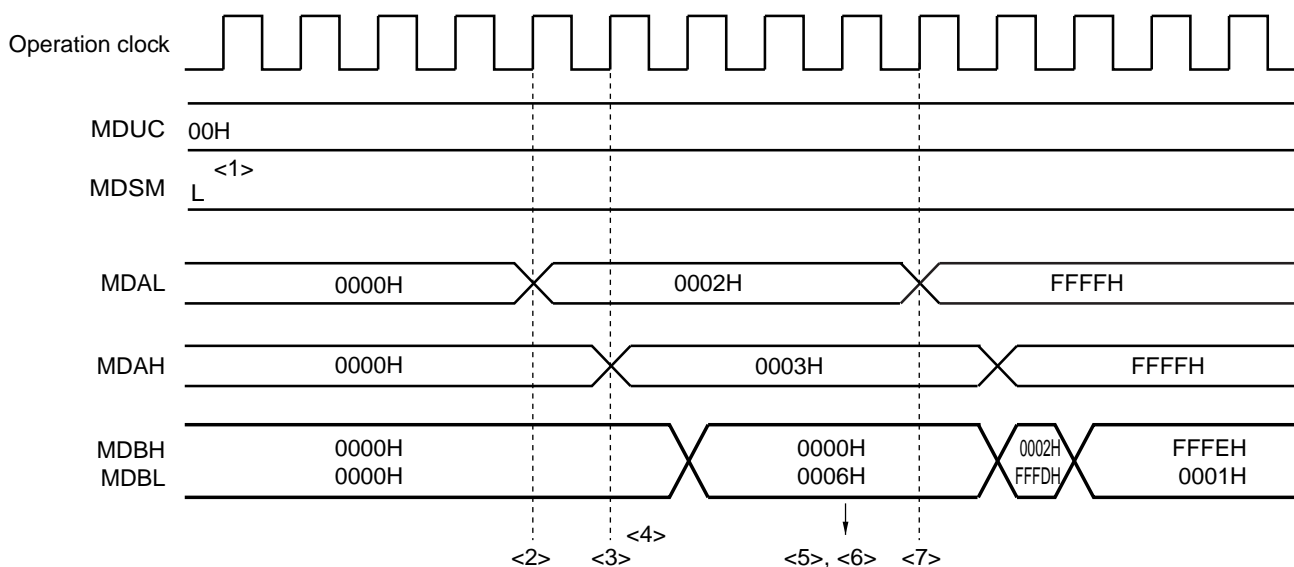 Operation clock
MDUC 00H
<1>
MDSM L
MDAL 0000H 0002H FFFFH
MDAH 0000H 0003H FFFFH
MDBH 0000H 0000H 0002H FFFEH
MDBL 0000H 0006H FFFDH 0001H
<4>
<2> <3> <5>, <6> <7>